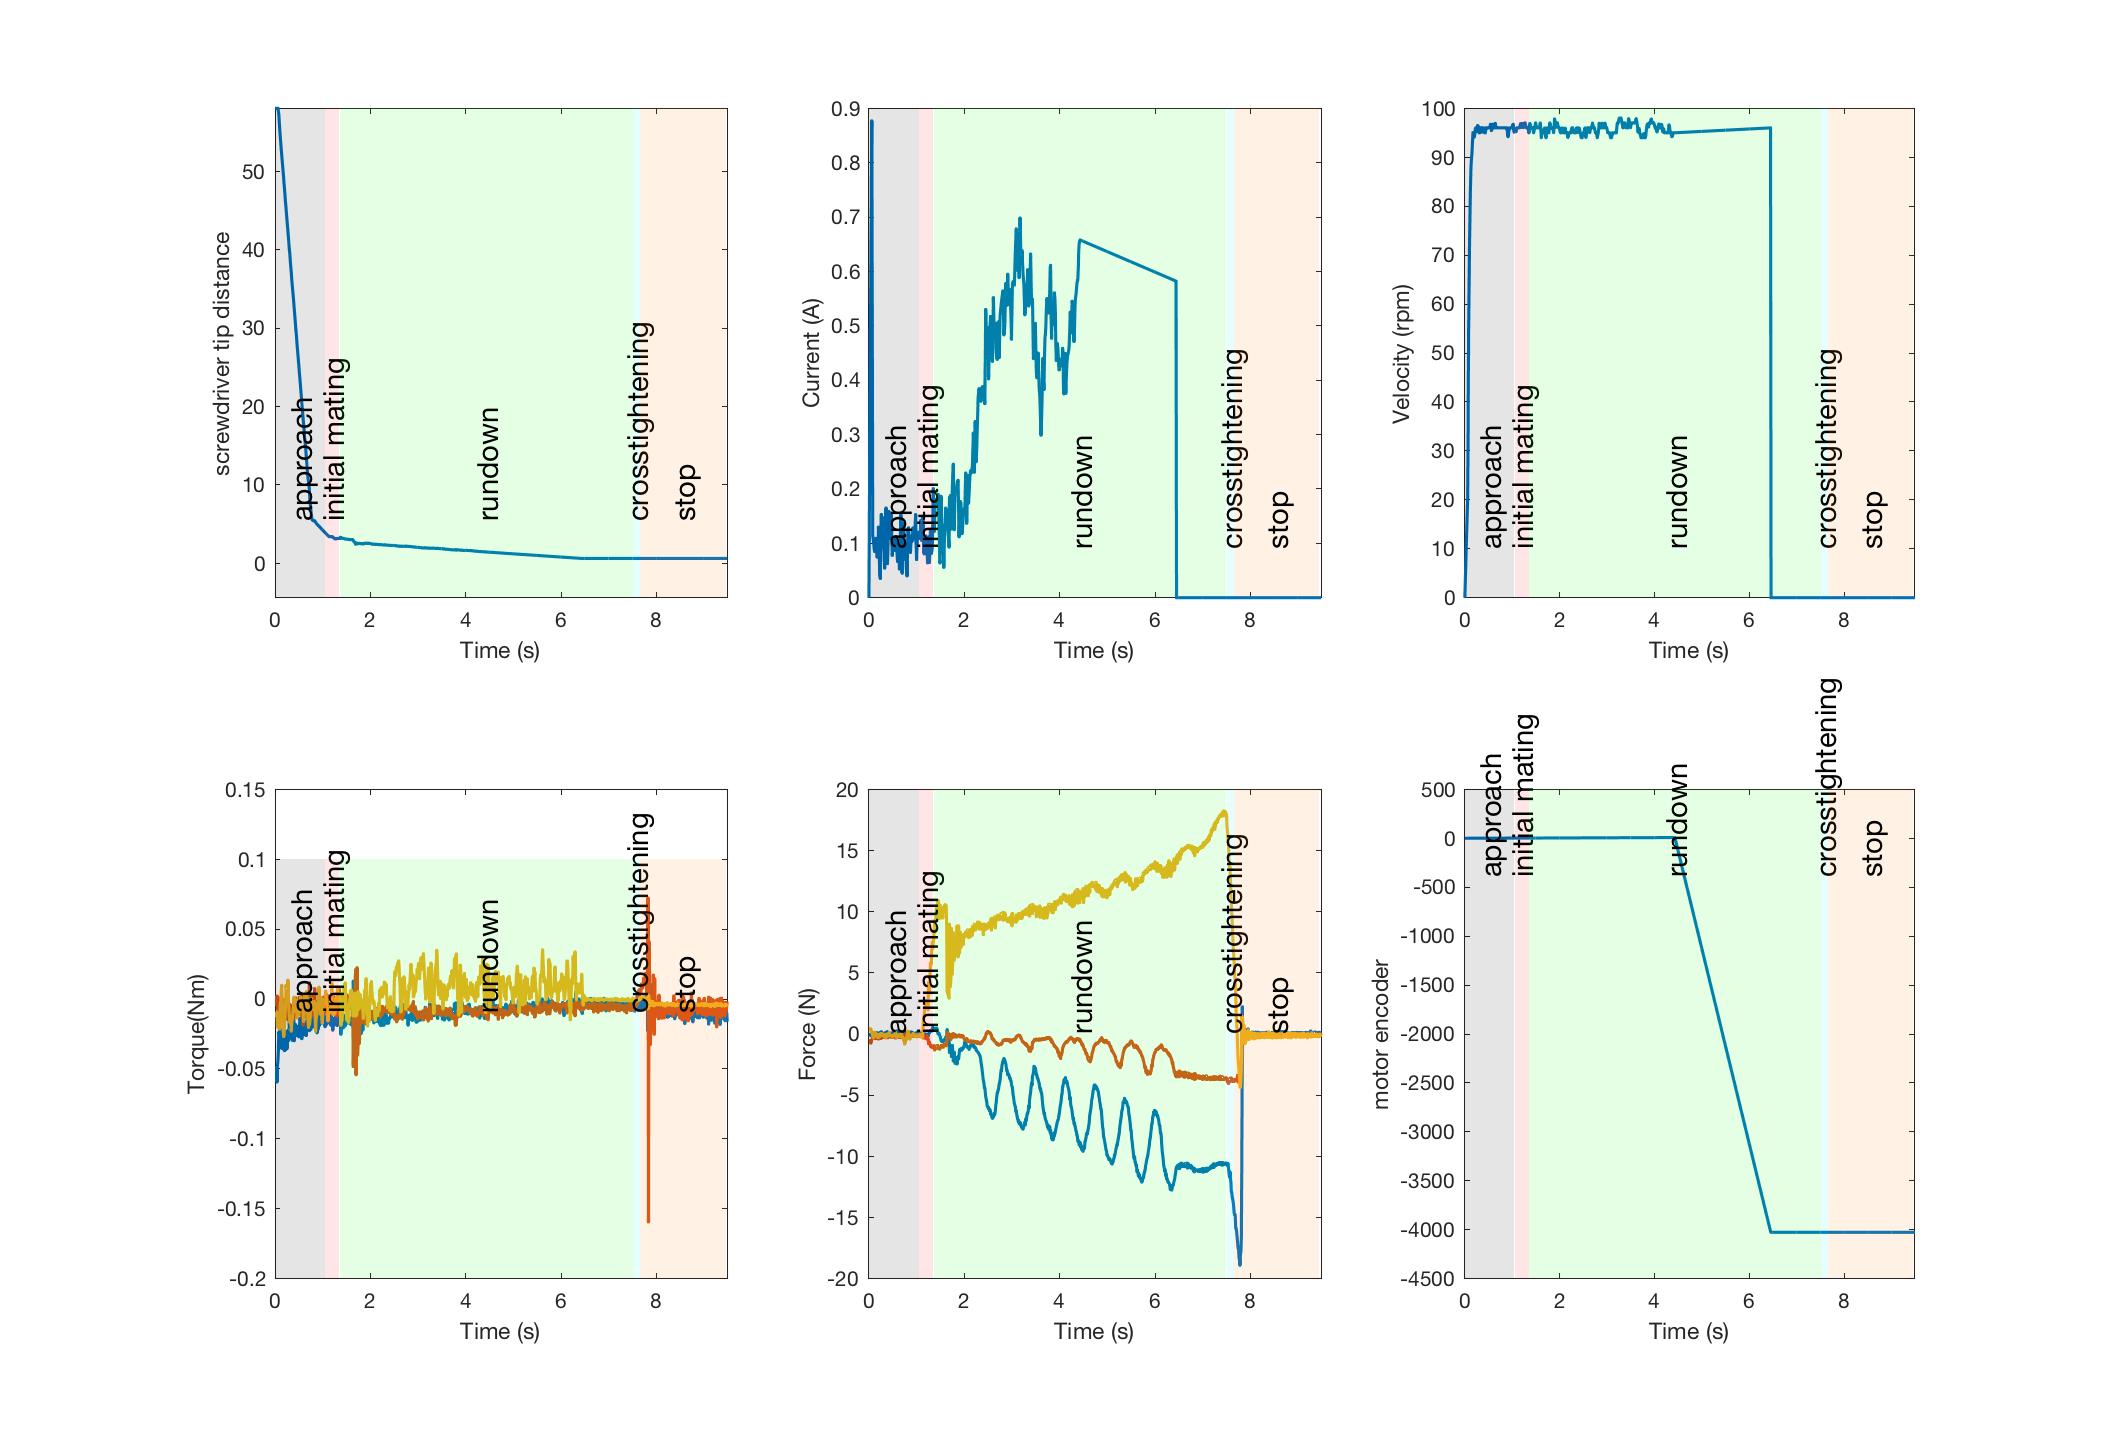 screwdriver tip distance
50
40
30
20
10
0
0 2 4 6 8
Time (s)
approach
initial mating
rundown
crosstightening
stop
Current (A)
0.9
0.8
0.7
0.6
0.5
0.4
0.3
0.2
0.1
0
0 2 4 6 8
Time (s)
approach
initial mating
rundown
crosstightening
stop
Velocity (rpm)
100
90
80
70
60
50
40
30
20
10
0
0 2 4 6 8
Time (s)
approach
initial mating
rundown
crosstightening
stop
Torque(Nm)
0.15
0.1
0.05
0
-0.05
-0.1
-0.15
-0.2
0 2 4 6 8
Time (s)
approach
initial mating
rundown
crosstightening
stop
Force (N)
20
15
10
5
0
-5
-10
-15
-20
0 2 4 6 8
Time (s)
approach
initial mating
rundown
crosstightening
stop
motor encoder
500
0
-500
-1000
-1500
-2000
-2500
-3000
-3500
-4000
-4500
0 2 4 6 8
Time (s)
approach
initial mating
rundown
crosstightening
stop